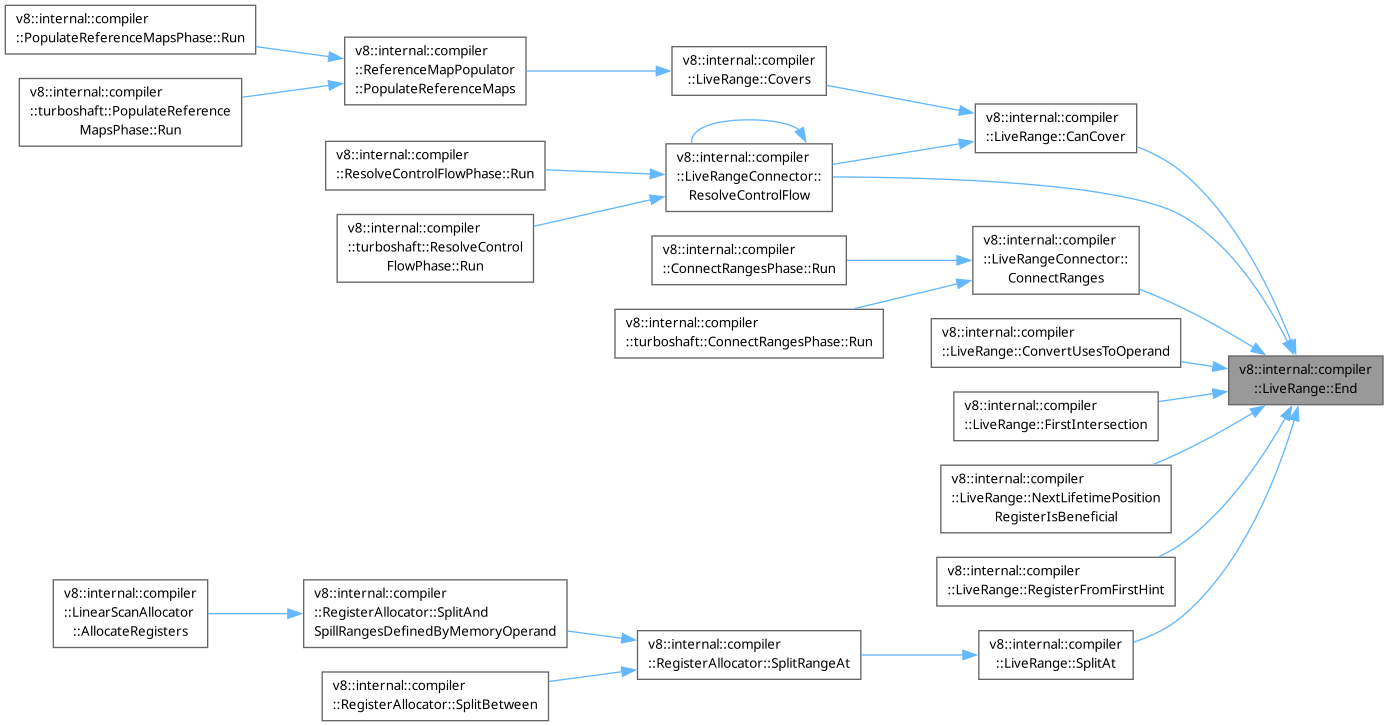 v8::internal::compiler
::PopulateReferenceMapsPhase::Run
v8::internal::compiler
::turboshaft::PopulateReference
MapsPhase::Run
v8::internal::compiler
::ReferenceMapPopulator
::PopulateReferenceMaps
v8::internal::compiler
::LiveRange::Covers
v8::internal::compiler
::LiveRange::CanCover
v8::internal::compiler
::ResolveControlFlowPhase::Run
v8::internal::compiler
::LiveRangeConnector::
ResolveControlFlow
v8::internal::compiler
::turboshaft::ResolveControl
FlowPhase::Run
v8::internal::compiler
::ConnectRangesPhase::Run
v8::internal::compiler
::LiveRangeConnector::
ConnectRanges
v8::internal::compiler
::turboshaft::ConnectRangesPhase::Run
v8::internal::compiler
::LiveRange::ConvertUsesToOperand
v8::internal::compiler
::LiveRange::End
v8::internal::compiler
::LiveRange::FirstIntersection
v8::internal::compiler
::LiveRange::NextLifetimePosition
RegisterIsBeneficial
v8::internal::compiler
::LiveRange::RegisterFromFirstHint
v8::internal::compiler
::LinearScanAllocator
::AllocateRegisters
v8::internal::compiler
::RegisterAllocator::SplitAnd
SpillRangesDefinedByMemoryOperand
v8::internal::compiler
::RegisterAllocator::SplitRangeAt
v8::internal::compiler
::LiveRange::SplitAt
v8::internal::compiler
::RegisterAllocator::SplitBetween